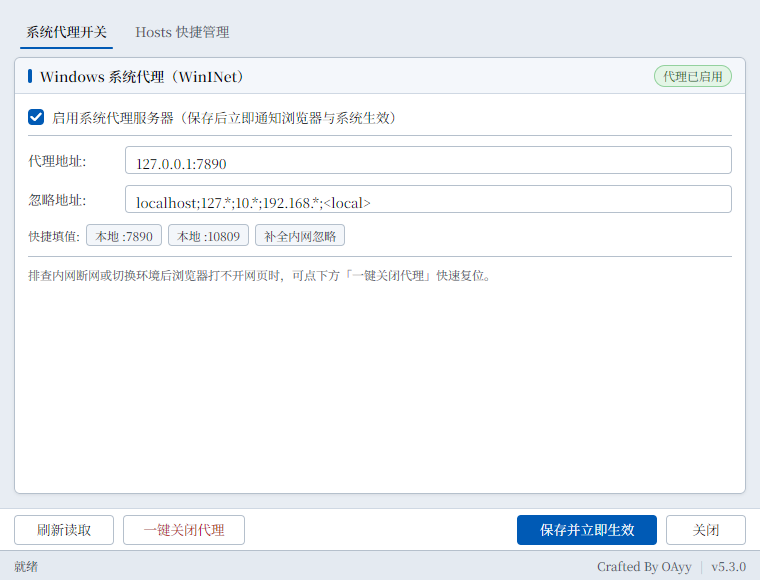 系统代理开关 Hosts 快捷管理
Windows 系统代理（WinINet） 代理已启用
启用系统代理服务器（保存后立即通知浏览器与系统生效）
代理地址: 127.0.0.1:7890
忽略地址: localhost;127.*;10.*;192.168.*;<local>
快捷填值: 本地 :7890 本地 :10809 补全内网忽略
排查内网断网或切换环境后浏览器打不开网页时，可点下方「一键关闭代理」快速复位。
刷新读取 一键关闭代理 保存并立即生效 关闭
就绪 Crafted By OAyy | v5.3.0